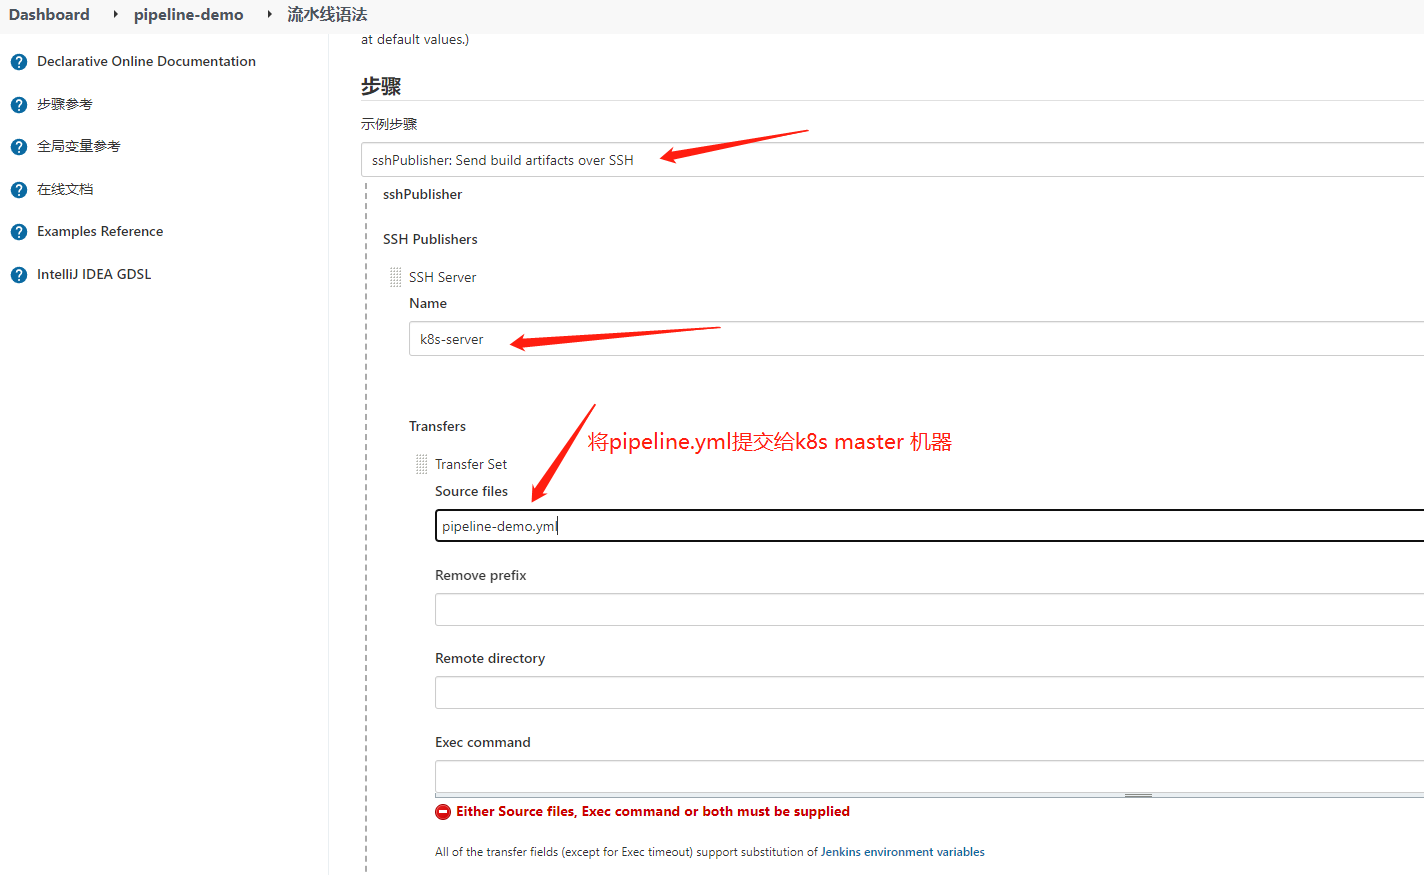 Dashboard
pipeline-demo
流水线语法
Declarative Online Documentation
步骤参考
全局变量参考
在线文档
Examples Reference
IntelliJ IDEA GDSL
at default values.)
步骤
示例步骤
sshPublisher: Send build artifacts over SSH
sshPublisher
SSH Publishers
SSH Server
Name
k8s-server
Transfers
将pipeline.yml提交给k8s master 机器
Transfer Set
Source files
pipeline-demo.yml
Remove prefix
Remote directory
Exec command
Either Source files, Exec command or both must be supplied
All of the transfer fields (except for Exec timeout) support substitution of Jenkins environment variables